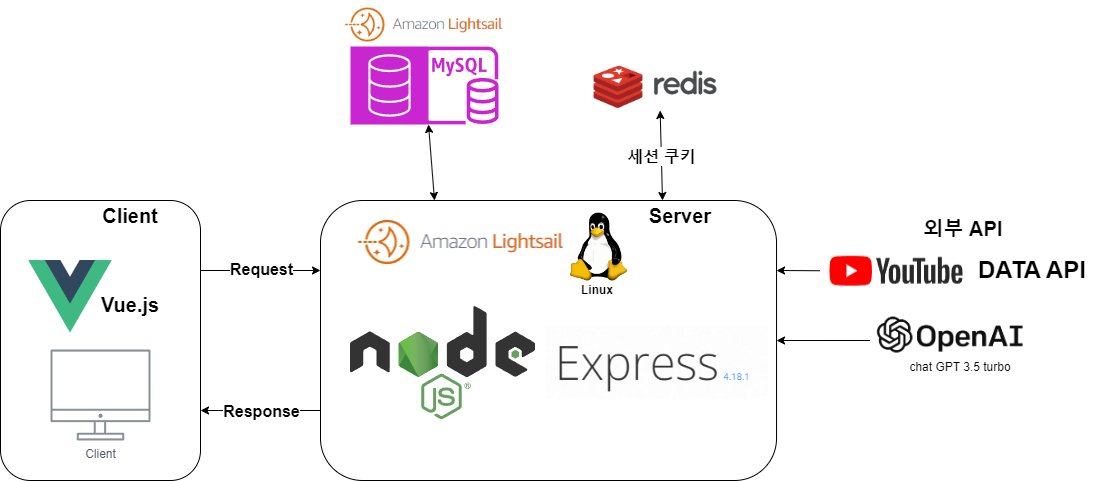 Amazon Lightsail
MySQL
redis
세션 쿠키
Client
Vue.js
Client
Request
Response
Server
Amazon Lightsail
Linux
node
JS®
Express 4.18.1
외부 API
YouTube DATA API
OpenAI
chat GPT 3.5 turbo